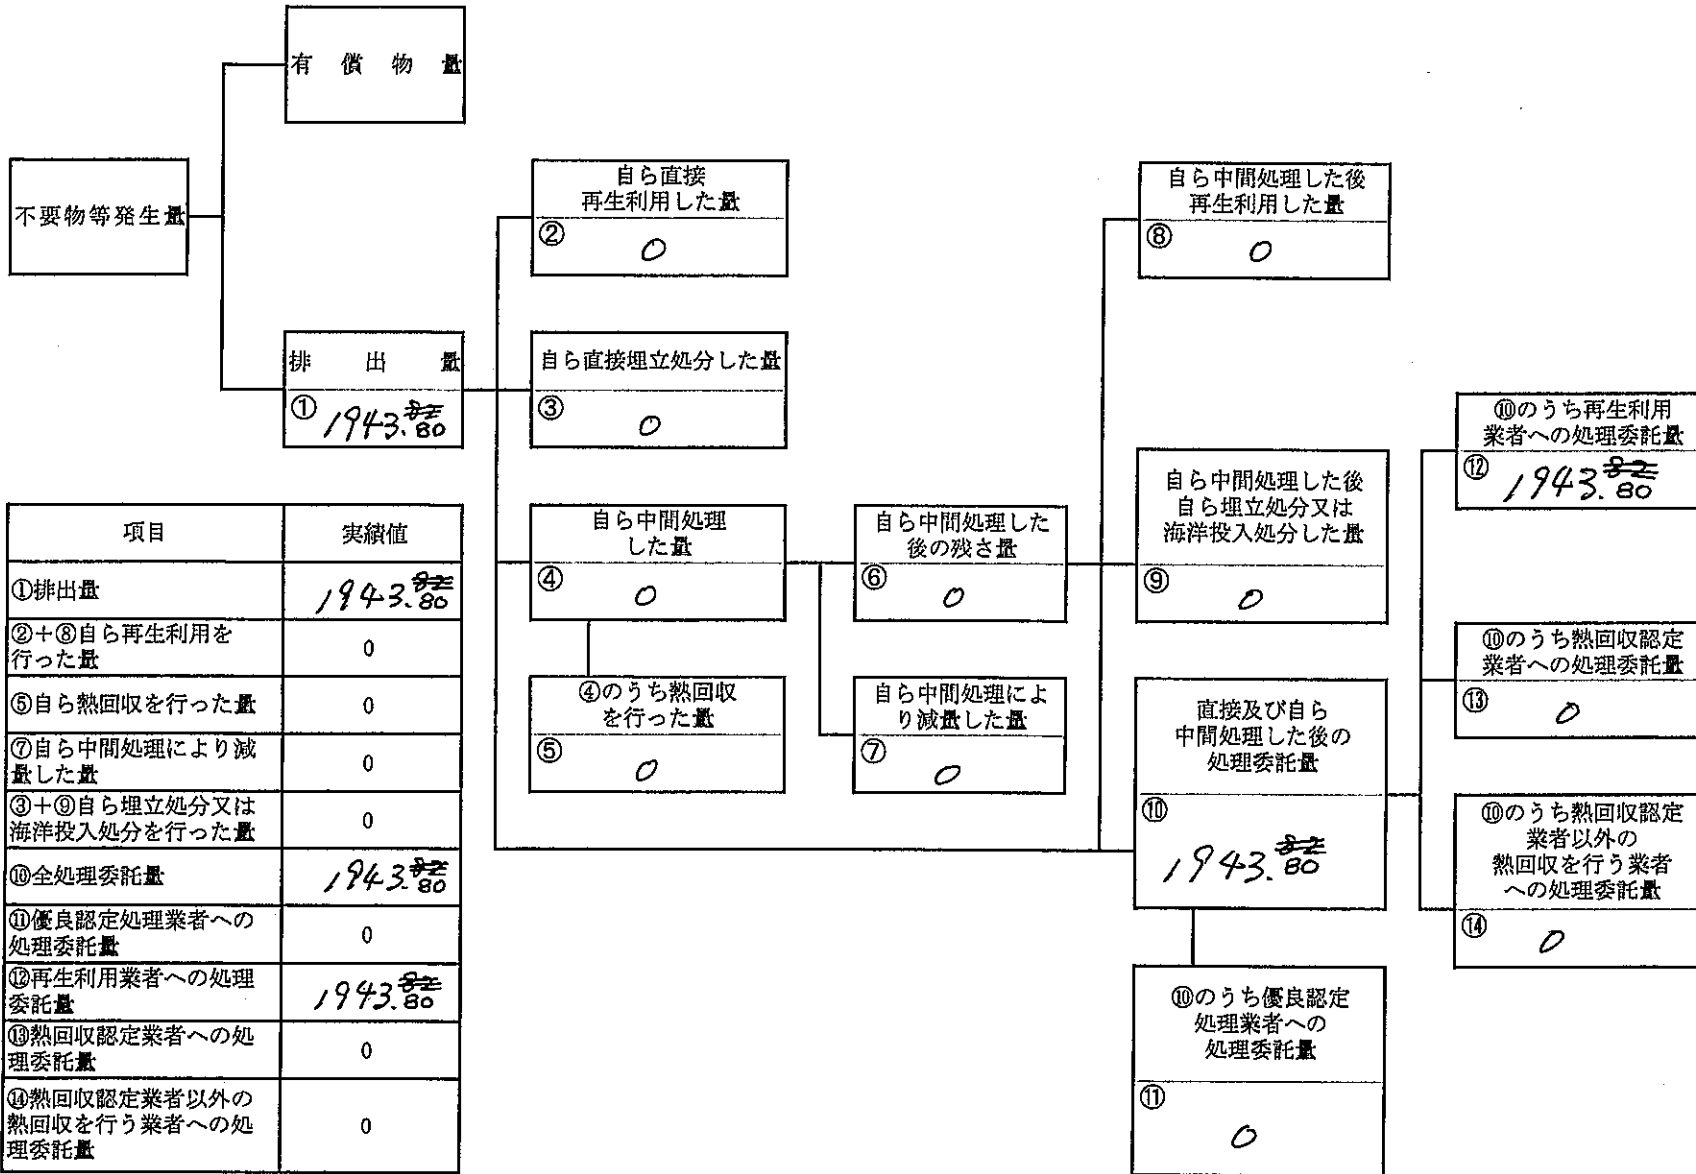 有償物量
不要物等発生量
自ら直接
再生利用した量
②
0
自ら中間処理した後
再生利用した量
⑧
0
排出量
① 1943.82
80
自ら直接埋立処分した量
③
0
⑩のうち再生利用
業者への処理委託量
⑫ 1943.82
80
自ら中間処理
した量
④
0
自ら中間処理した
後の残さ量
⑥
0
自ら中間処理した後
自ら埋立処分又は
海洋投入処分した量
⑨
0
⑩のうち熱回収認定
業者への処理委託量
⑬
0
④のうち熱回収
を行った量
⑤
0
自ら中間処理によ
り減量した量
⑦
0
直接及び自ら
中間処理した後の
処理委託量
⑩
1943.82
80
⑩のうち熱回収認定
業者以外の
熱回収を行う業者
への処理委託量
⑭
0
⑩のうち優良認定
処理業者への
処理委託量
⑪
0
項目 実績値
①排出量 1943.82
80
②+⑧自ら再生利用を
行った量 0
⑤自ら熱回収を行った量 0
⑦自ら中間処理により減
量した量 0
③+⑨自ら埋立処分又は
海洋投入処分を行った量 0
⑩全処理委託量 1943.82
80
⑪優良認定処理業者への
処理委託量 0
⑫再生利用業者への処理
委託量 1943.82
80
⑬熱回収認定業者への処
理委託量 0
⑭熱回収認定業者以外の
熱回収を行う業者への処
理委託量 0